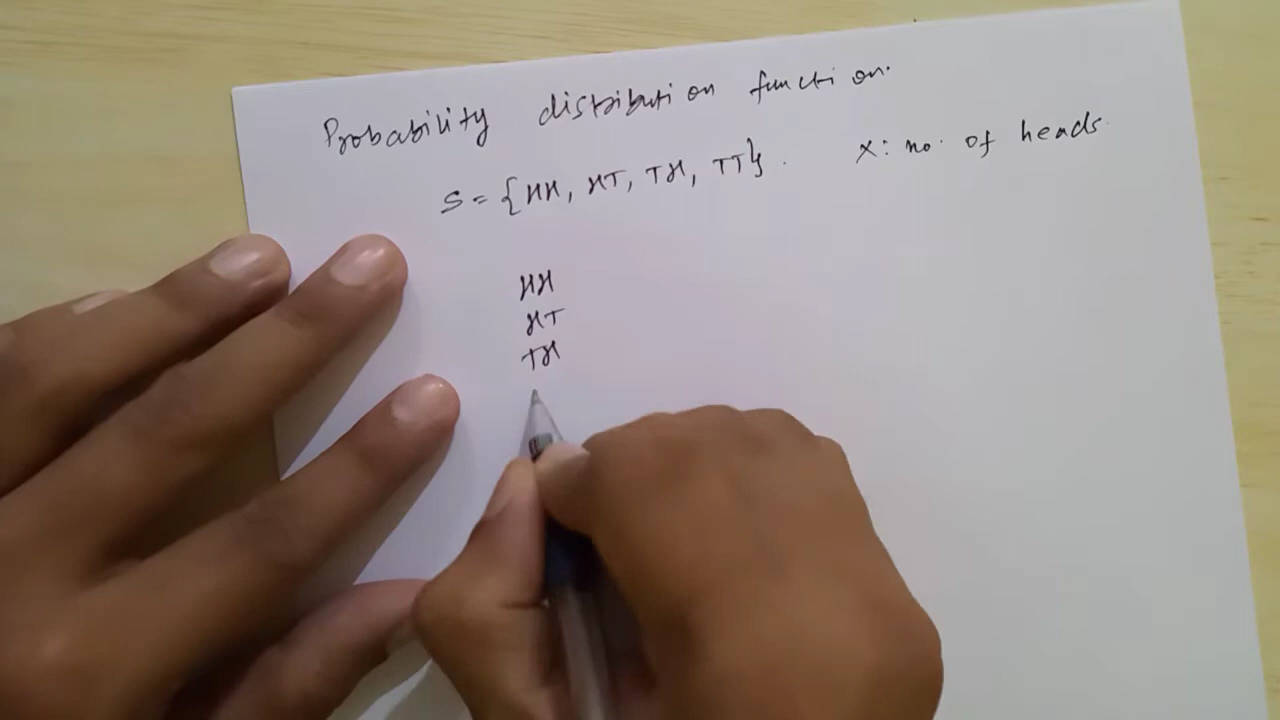 Probability distribution function.
S = {HH, HT, TH, TT}. X: no. of heads.
HH
HT
TH